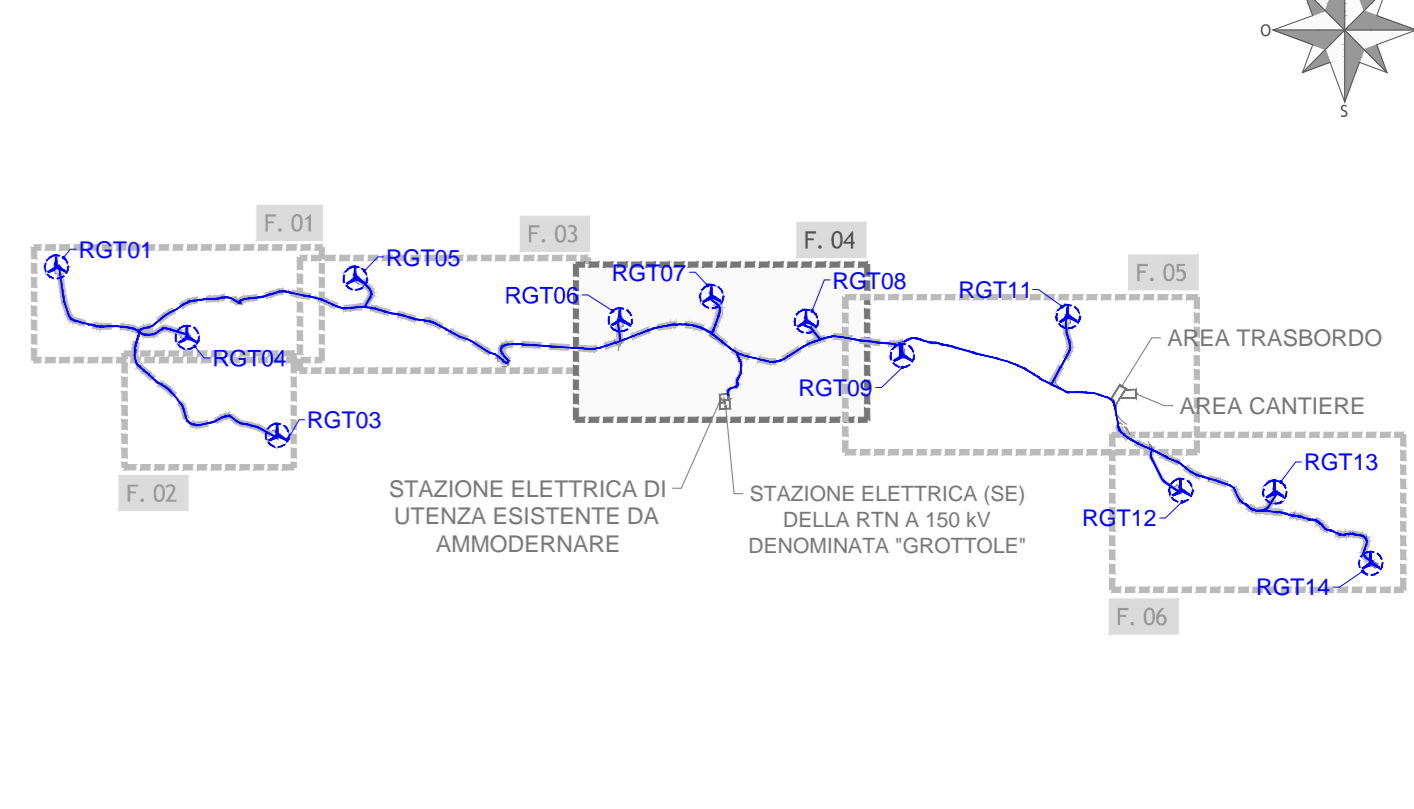 O
S
F. 01
F. 03
F. 04
F. 05
RGT01
RGT05
RGT07
RGT08
RGT06
RGT11
AREA TRASBORDO
RGT04
RGT09
AREA CANTIERE
RGT03
F. 02
RGT13
RGT12
RGT14
F. 06
STAZIONE ELETTRICA DI
UTENZA ESISTENTE DA
AMMODERNARE
STAZIONE ELETTRICA (SE)
DELLA RTN A 150 kV
DENOMINATA "GROTTOLE"